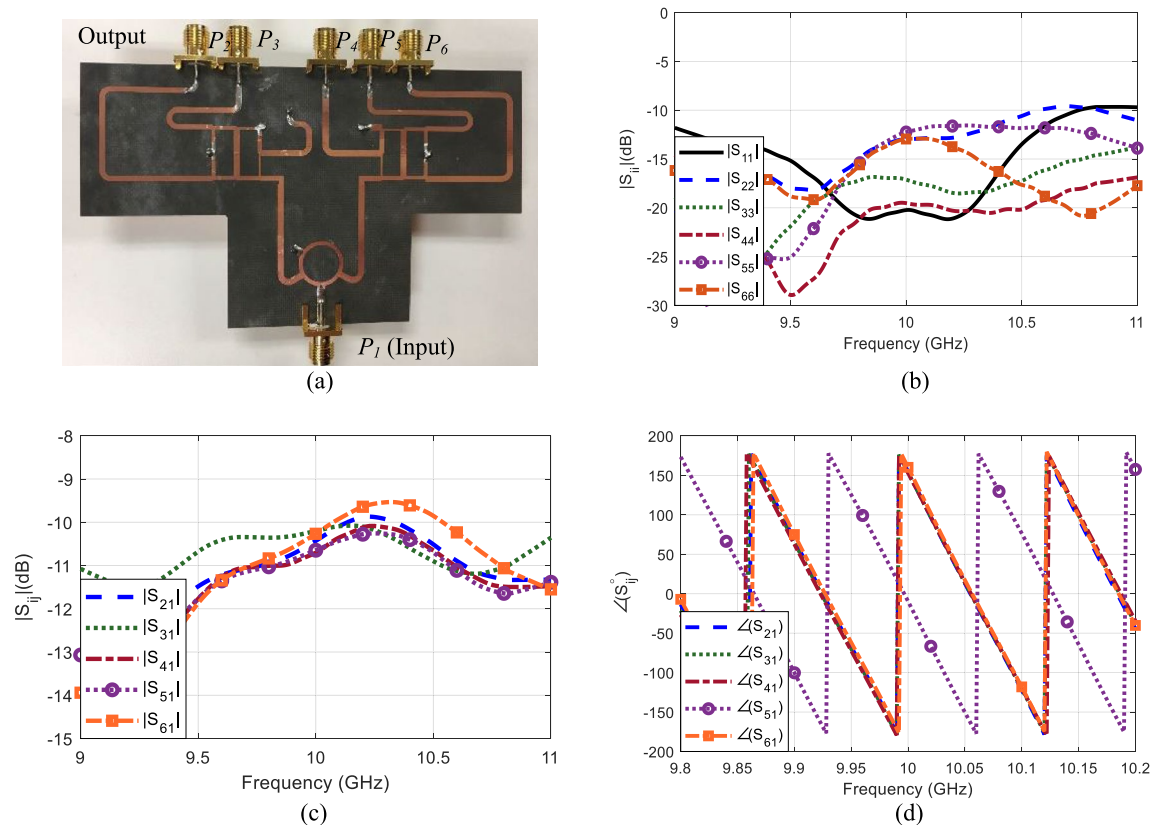 Output
P2 P3 P4 P5 P6
P1 (Input)
(a)
|Sii|(dB)
0
-5
-10
-15
-20
-25
-30
|S11|
|S22|
|S33|
|S44|
|S55|
|S66|
9 9.5 10 10.5 11
Frequency (GHz)
(b)
|Sij|(dB)
-8
-9
-10
-11
-12
-13
-14
-15
|S21|
|S31|
|S41|
|S51|
|S61|
9 9.5 10 10.5 11
Frequency (GHz)
(c)
∠(Sij°)
200
150
100
50
0
-50
-100
-150
-200
∠(S21)
∠(S31)
∠(S41)
∠(S51)
∠(S61)
9.8 9.85 9.9 9.95 10 10.05 10.1 10.15 10.2
Frequency (GHz)
(d)